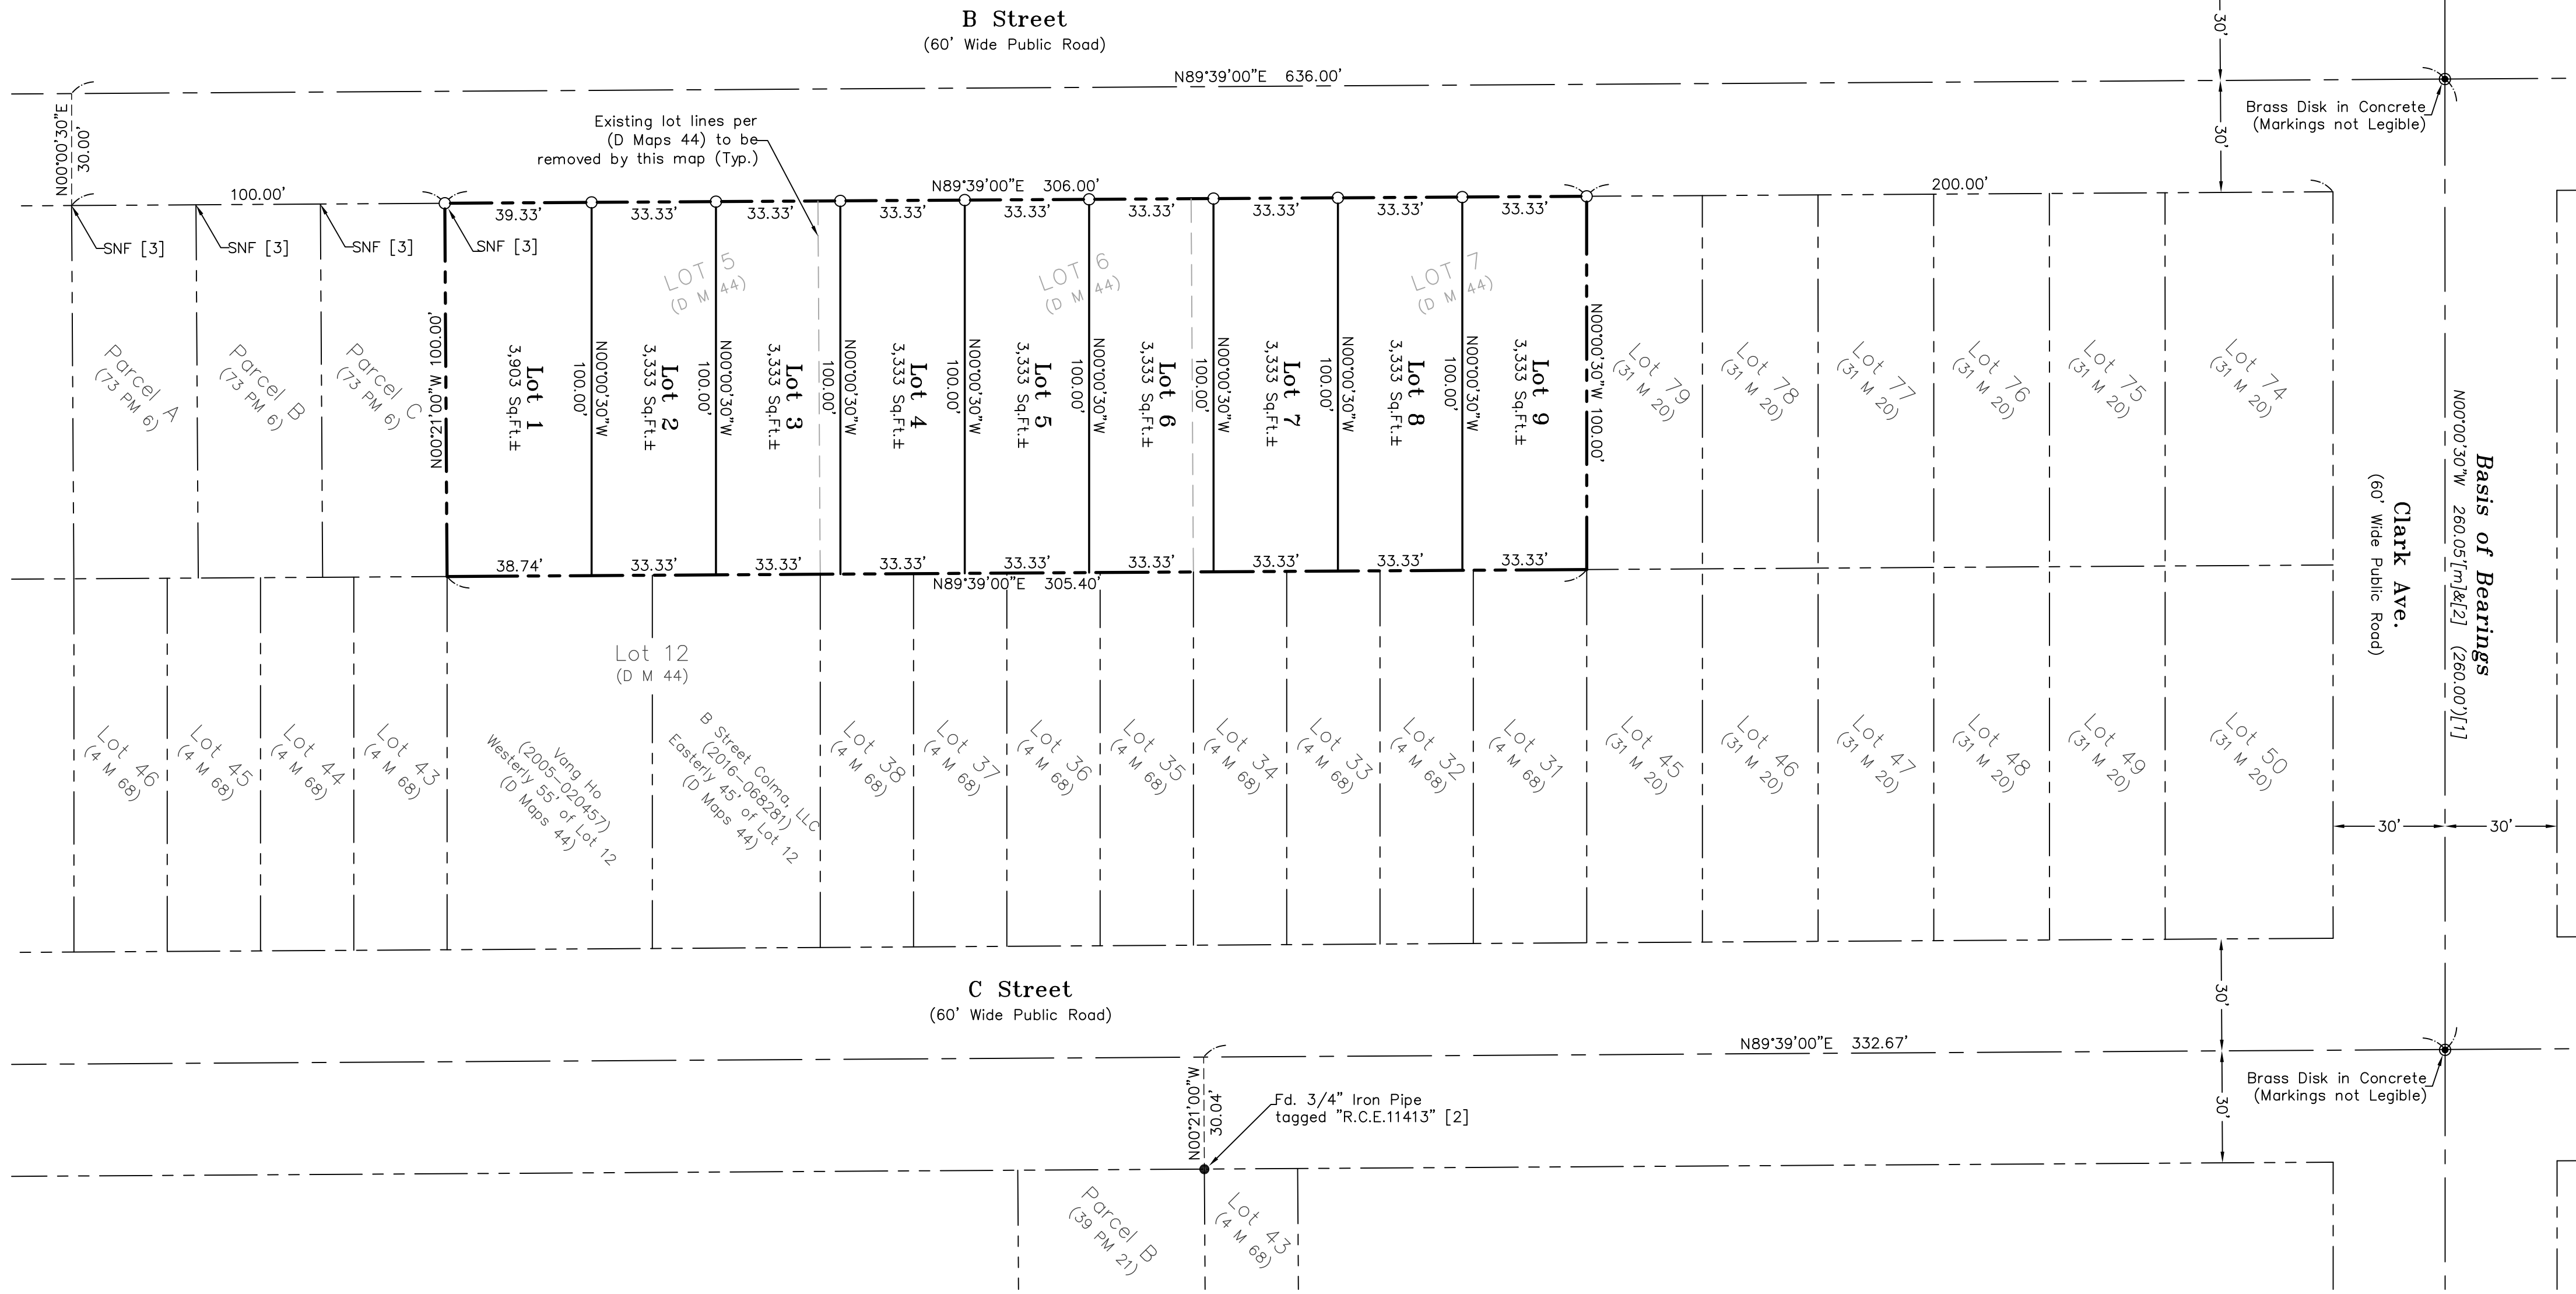 B Street
(60' Wide Public Road)
N89°39'00"E 636.00'
30'
30'
Brass Disk in Concrete
(Markings not Legible)
N00°00'30"E
30.00'
Existing lot lines per
(D Maps 44) to be
removed by this map (Typ.)
100.00'
N89°39'00"E 306.00'
200.00'
39.33'
33.33'
33.33'
33.33'
33.33'
33.33'
33.33'
33.33'
33.33'
SNF [3]
SNF [3]
SNF [3]
SNF [3]
LOT 5
(D M 44)
LOT 6
(D M 44)
LOT 7
(D M 44)
Parcel A
(73 PM 6)
Parcel B
(73 PM 6)
Parcel C
(73 PM 6)
N00°21'00"W 100.00'
Lot 1
3,903 Sq.Ft.±
N00°00'30"W
100.00'
Lot 2
3,333 Sq.Ft.±
N00°00'30"W
100.00'
Lot 3
3,333 Sq.Ft.±
N00°00'30"W
100.00'
Lot 4
3,333 Sq.Ft.±
N00°00'30"W
100.00'
Lot 5
3,333 Sq.Ft.±
N00°00'30"W
100.00'
Lot 6
3,333 Sq.Ft.±
N00°00'30"W
100.00'
Lot 7
3,333 Sq.Ft.±
N00°00'30"W
100.00'
Lot 8
3,333 Sq.Ft.±
N00°00'30"W
100.00'
Lot 9
3,333 Sq.Ft.±
N00°00'30"W 100.00'
Lot 79
(31 M 20)
Lot 78
(31 M 20)
Lot 77
(31 M 20)
Lot 76
(31 M 20)
Lot 75
(31 M 20)
Lot 74
(31 M 20)
Clark Ave.
(60' Wide Public Road)
Basis of Bearings
N00°00'30"W 260.05'[m]&[2] (260.00')[1]
38.74'
33.33'
33.33'
33.33'
33.33'
33.33'
33.33'
33.33'
33.33'
N89°39'00"E 305.40'
Lot 12
(D M 44)
Lot 46
(4 M 68)
Lot 45
(4 M 68)
Lot 44
(4 M 68)
Lot 43
(4 M 68)
Vang Ho
(2005-020457)
Westerly 55' of Lot 12
(D Maps 44)
B Street Colma, LLC
(2016-068281)
Easterly 45' of Lot 12
(D Maps 44)
Lot 38
(4 M 68)
Lot 37
(4 M 68)
Lot 36
(4 M 68)
Lot 35
(4 M 68)
Lot 34
(4 M 68)
Lot 33
(4 M 68)
Lot 32
(4 M 68)
Lot 31
(4 M 68)
Lot 45
(31 M 20)
Lot 46
(31 M 20)
Lot 47
(31 M 20)
Lot 48
(31 M 20)
Lot 49
(31 M 20)
Lot 50
(31 M 20)
30'
30'
C Street
(60' Wide Public Road)
30'
30'
N89°39'00"E 332.67'
Brass Disk in Concrete
(Markings not Legible)
N00°21'00"W
30.04'
Fd. 3/4" Iron Pipe
tagged "R.C.E.11413" [2]
Parcel B
(39 PM 21)
Lot 43
(4 M 68)